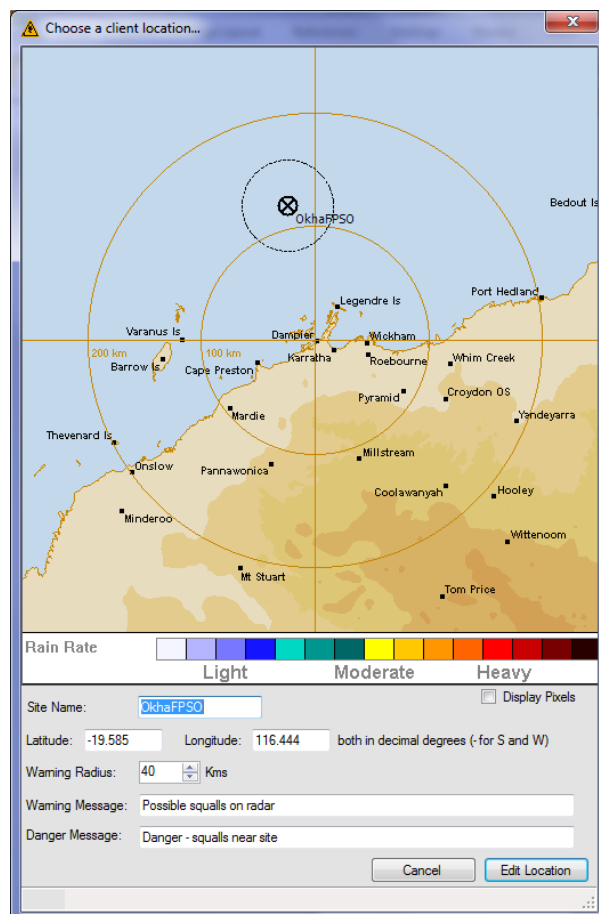 Choose a client location...
OkhaFPSO
Bedout Is
Port Hedland
Legendre Is
Varanus Is
Dampier
Wickham
200 km
100 km
Karratha
Roebourne
Whim Creek
Barrow Is
Cape Preston
Pyramid
Croydon OS
Mardie
Yandeyarra
Thevenard Is
Millstream
Onslow
Pannawonica
Coolawanyah
Hooley
Minderoo
Wittenoom
Mt Stuart
Tom Price
Rain Rate
Light Moderate Heavy
Display Pixels
Site Name: OkhaFPSO
Latitude: -19.585 Longitude: 116.444 both in decimal degrees (- for S and W)
Warning Radius: 40 Kms
Warning Message: Possible squalls on radar
Danger Message: Danger - squalls near site
Cancel Edit Location